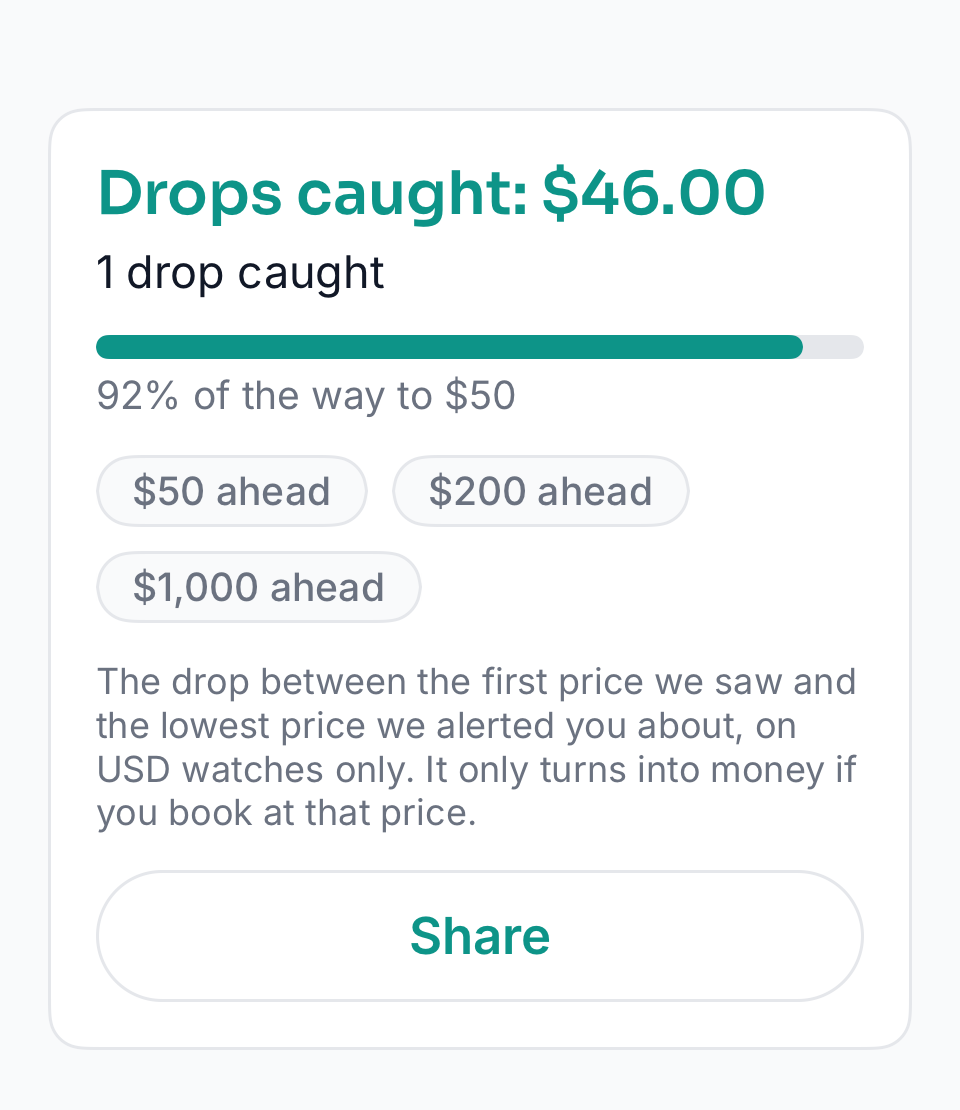 Drops caught: $46.00
1 drop caught
92% of the way to $50
$50 ahead
$200 ahead
$1,000 ahead
The drop between the first price we saw and
the lowest price we alerted you about, on
USD watches only. It only turns into money if
you book at that price.
Share